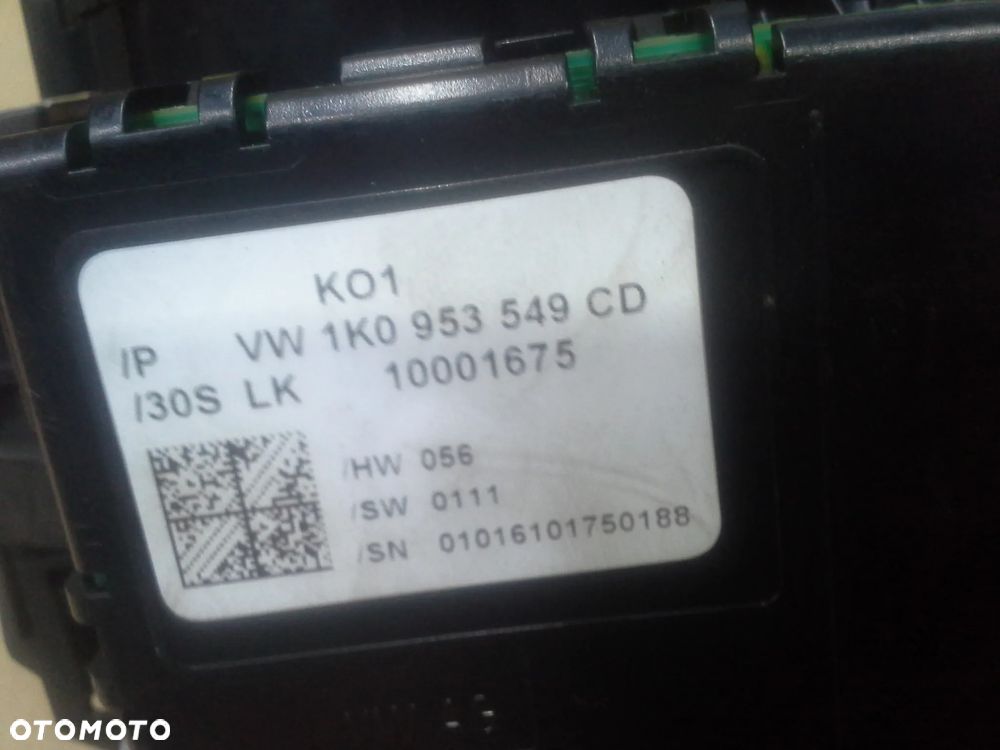 KO1
/P VW 1K0 953 549 CD
/30S LK 10001675
/HW 056
/SW 0111
/SN 01016101750188
OTOMOTO